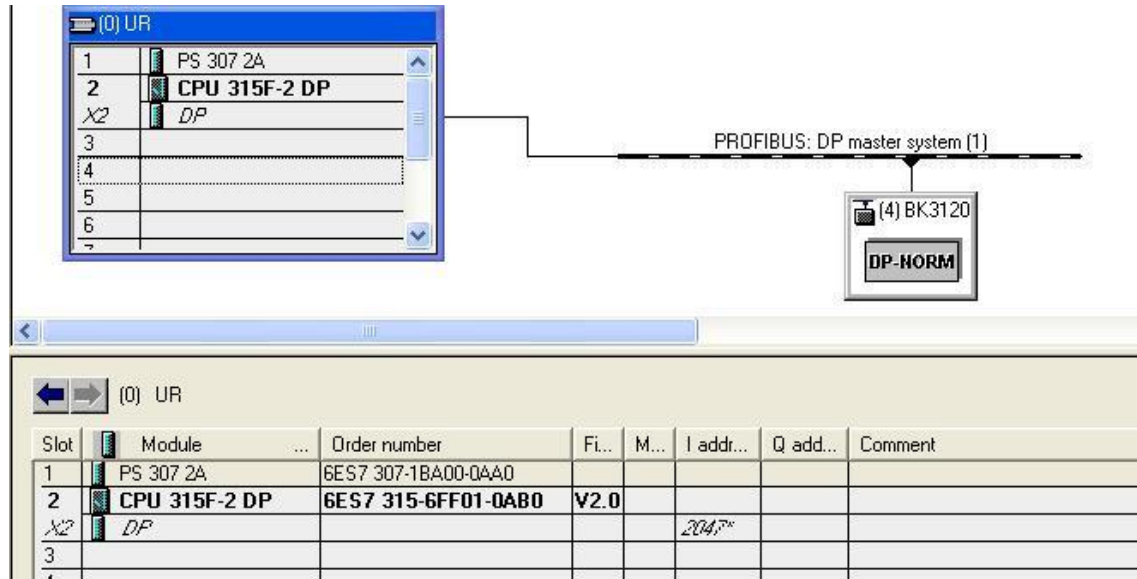 (0) UR
1 PS 307 2A
2 CPU 315F-2 DP
X2 DP
3
4
5
6
PROFIBUS: DP master system (1)
(4) BK3120
DP-NORM
(0) UR
Slot Module ... Order number Fi... M... I addr... Q add... Comment
1 PS 307 2A 6ES7 307-1BA00-0AA0
2 CPU 315F-2 DP 6ES7 315-6FF01-0AB0 V2.0
X2 DP 2047*
3